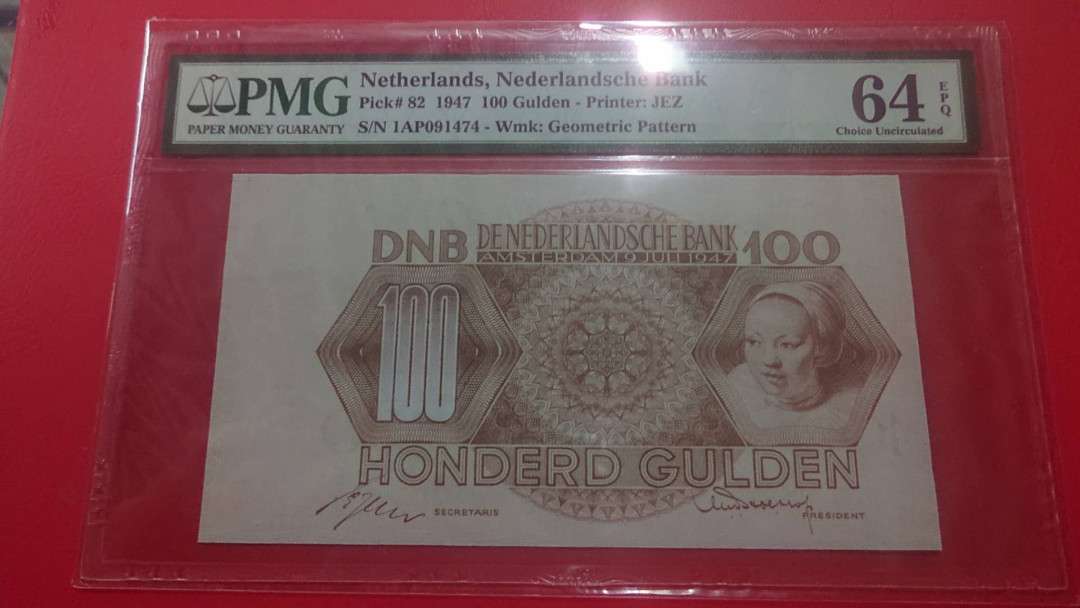 PMG
PAPER MONEY GUARANTY
Netherlands, Nederlandsche Bank
Pick# 82 1947 100 Gulden - Printer: JEZ
S/N 1AP091474 - Wmk: Geometric Pattern
64 EPQ
Choice Uncirculated
DNB DE NEDERLANDSCHE BANK 100
AMSTERDAM 9 JULI 1947
100
HONDERD GULDEN
SECRETARIS
PRESIDENT